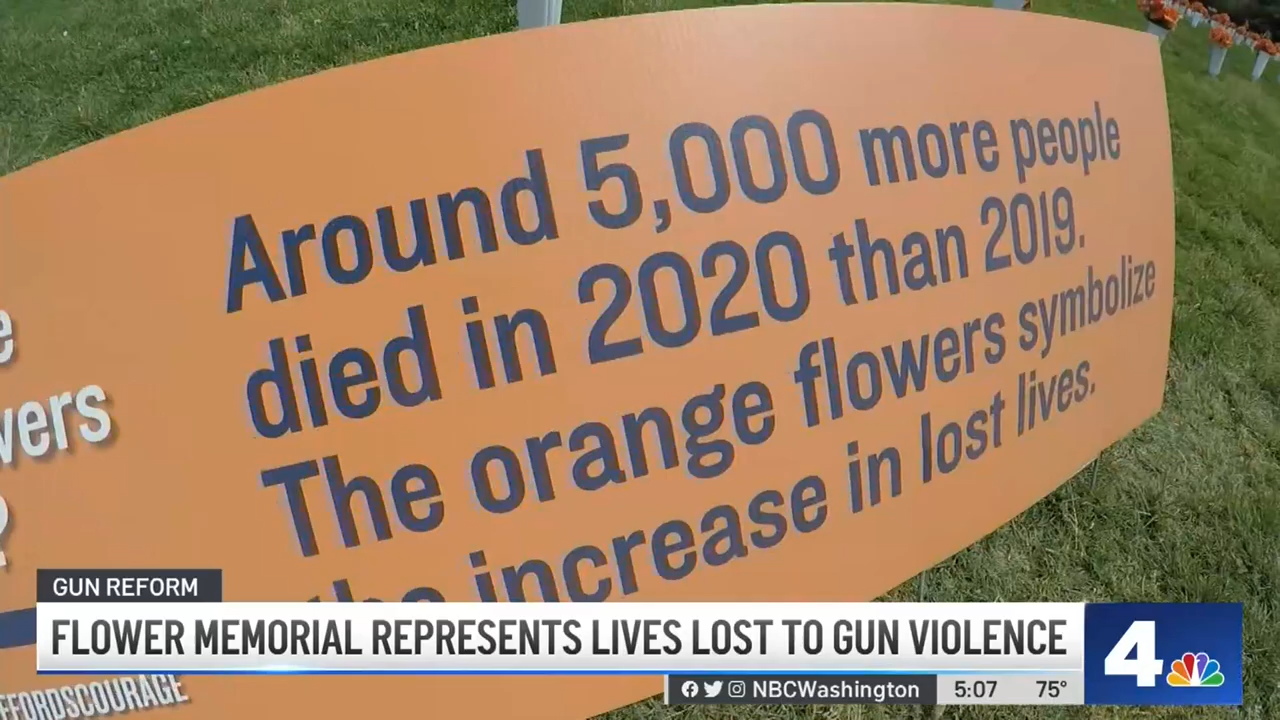 Around 5,000 more people
died in 2020 than 2019.
The orange flowers symbolize
the increase in lost lives.
GUN REFORM
FLOWER MEMORIAL REPRESENTS LIVES LOST TO GUN VIOLENCE
4
NBCWashington
5:07
75°